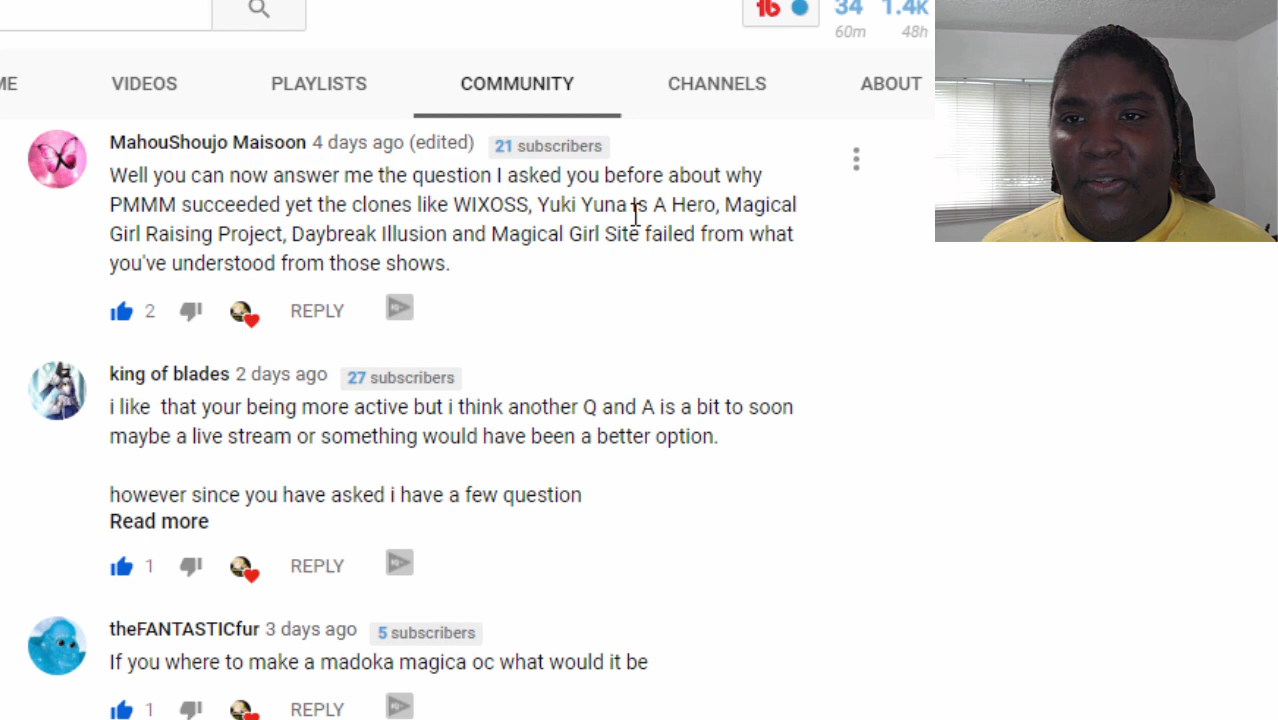 34 1.4K
60m 48h
ME VIDEOS PLAYLISTS COMMUNITY CHANNELS ABOUT
MahouShoujo Maisoon 4 days ago (edited) 21 subscribers
Well you can now answer me the question I asked you before about why
PMMM succeeded yet the clones like WIXOSS, Yuki Yuna is A Hero, Magical
Girl Raising Project, Daybreak Illusion and Magical Girl Site failed from what
you've understood from those shows.
2 REPLY
king of blades 2 days ago 27 subscribers
i like that your being more active but i think another Q and A is a bit to soon
maybe a live stream or something would have been a better option.
however since you have asked i have a few question
Read more
1 REPLY
theFANTASTICfur 3 days ago 5 subscribers
If you where to make a madoka magica oc what would it be
1 REPLY